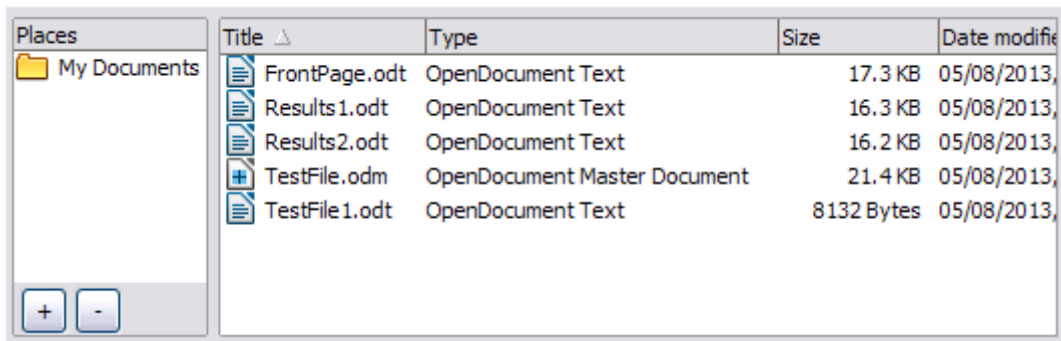 Places Title Type Size Date modifie
My Documents FrontPage.odt OpenDocument Text 17.3 KB 05/08/2013,
Results1.odt OpenDocument Text 16.3 KB 05/08/2013,
Results2.odt OpenDocument Text 16.2 KB 05/08/2013,
TestFile.odm OpenDocument Master Document 21.4 KB 05/08/2013,
TestFile1.odt OpenDocument Text 8132 Bytes 05/08/2013,
+ -